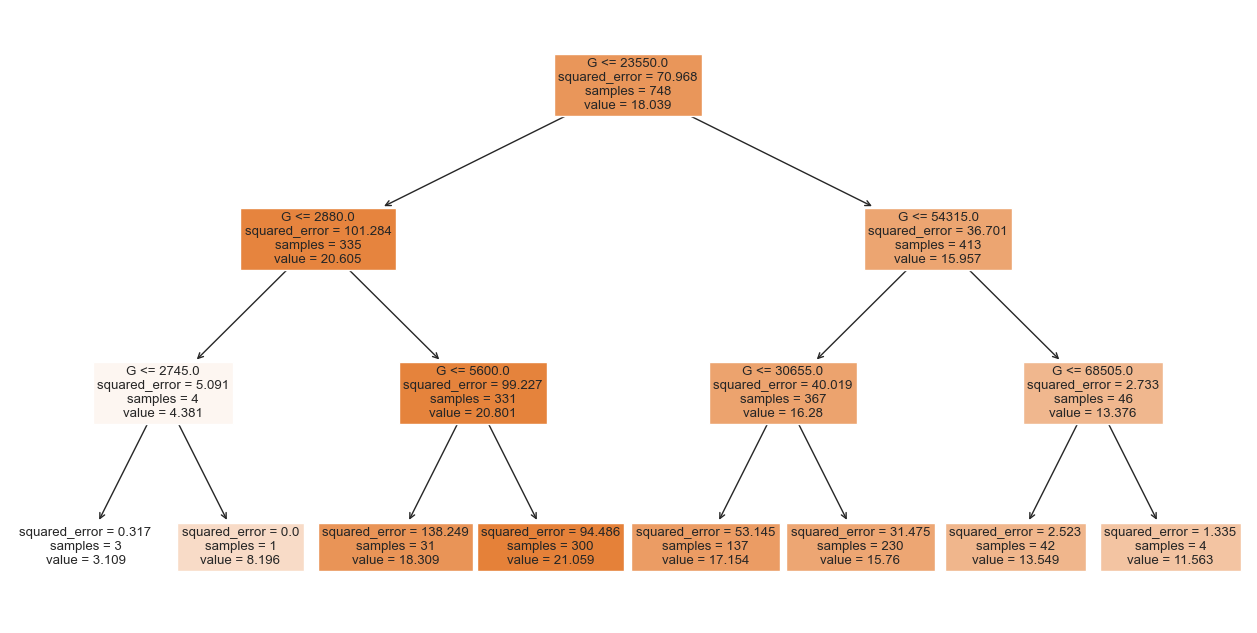 G <= 23550.0
squared_error = 70.968
samples = 748
value = 18.039
G <= 2880.0
squared_error = 101.284
samples = 335
value = 20.605
G <= 54315.0
squared_error = 36.701
samples = 413
value = 15.957
G <= 2745.0
squared_error = 5.091
samples = 4
value = 4.381
G <= 5600.0
squared_error = 99.227
samples = 331
value = 20.801
G <= 30655.0
squared_error = 40.019
samples = 367
value = 16.28
G <= 68505.0
squared_error = 2.733
samples = 46
value = 13.376
squared_error = 0.317
samples = 3
value = 3.109
squared_error = 0.0
samples = 1
value = 8.196
squared_error = 138.249
samples = 31
value = 18.309
squared_error = 94.486
samples = 300
value = 21.059
squared_error = 53.145
samples = 137
value = 17.154
squared_error = 31.475
samples = 230
value = 15.76
squared_error = 2.523
samples = 42
value = 13.549
squared_error = 1.335
samples = 4
value = 11.563